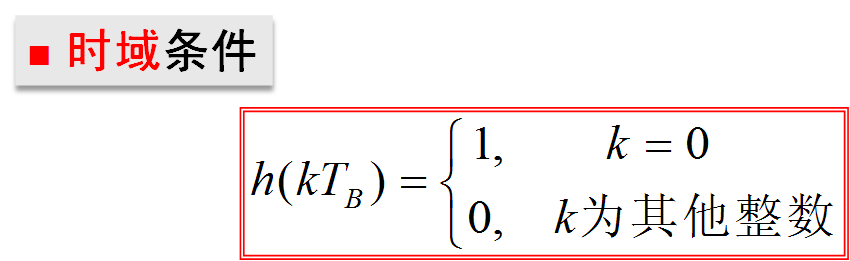 ■ 时域条件
h(kT_B) = { 1, k = 0
0, k为其他整数